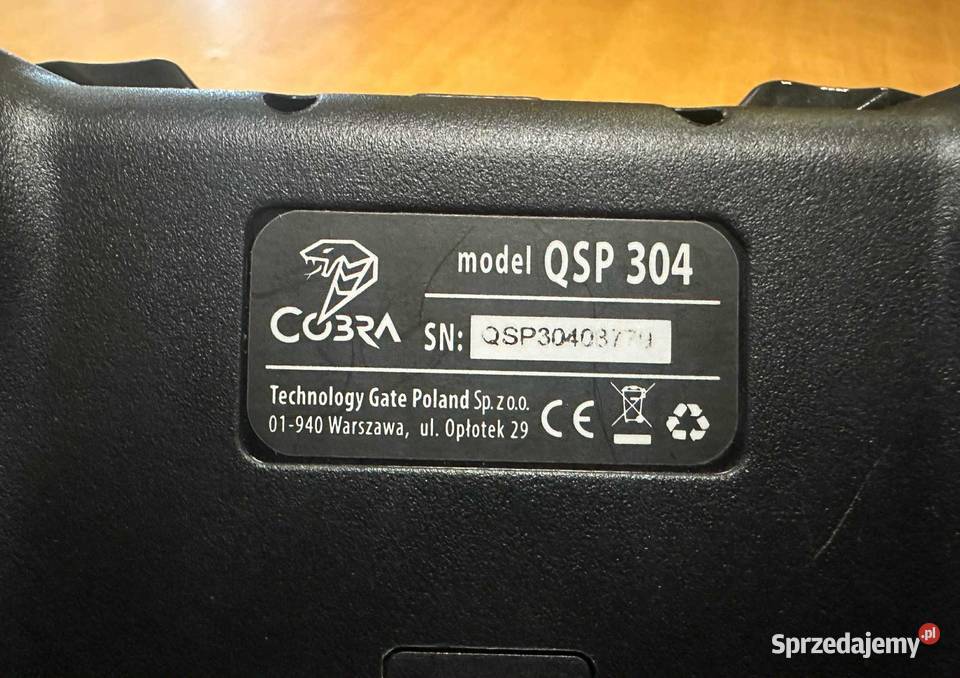 model QSP 304
COBRA
SN:
Technology Gate Poland Sp. z o.o.
01-940 Warszawa, ul. Opłotek 29
CE
Sprzedajemy.pl